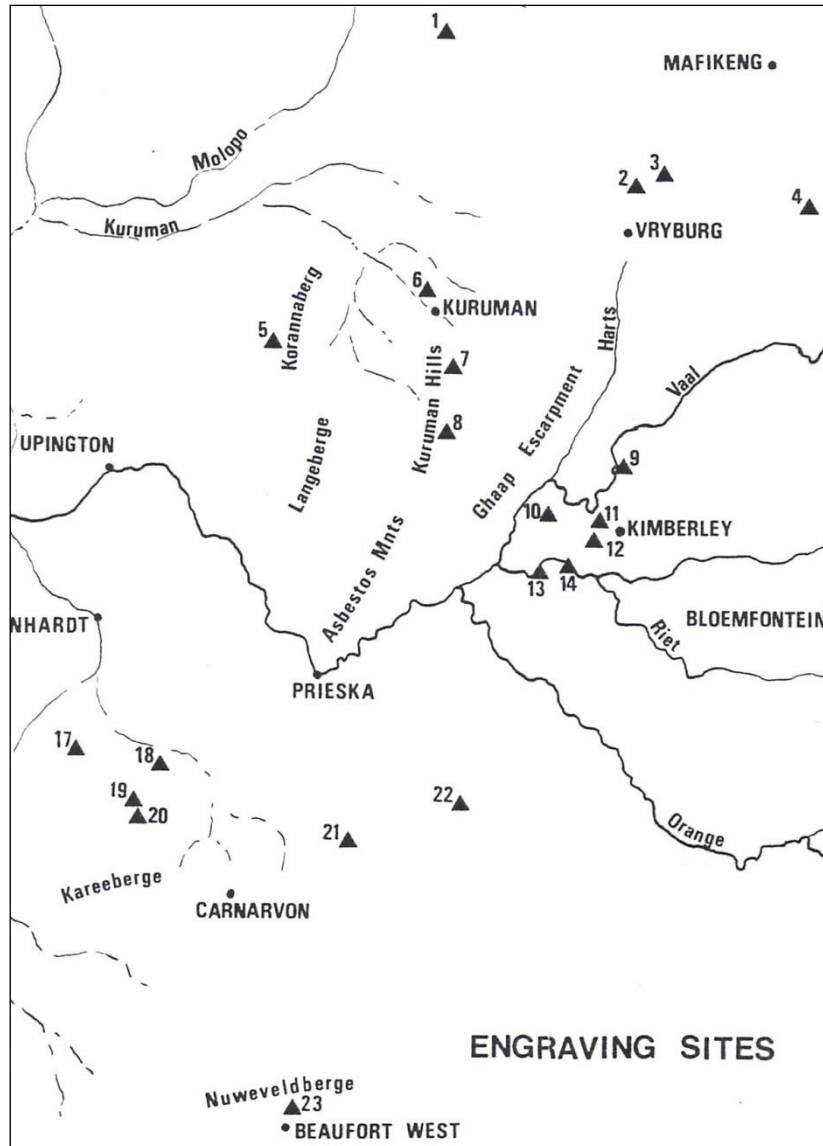 1
MAFIKENG
Molopo
2
3
4
Kuruman
VRYBURG
6
KURUMAN
5
Korannaberg
Harts
Vaal
7
Kuruman Hills
8
Ghaap Escarpment
UPINGTON
Langeberge
9
10
11
KIMBERLEY
12
Asbestos Mnts
13
14
NHARDT
BLOEMFONTEIN
Riet
PRIESKA
17
18
19
20
22
21
Orange
Kareeberge
CARNARVON
ENGRAVING SITES
Nuweveldberge
23
BEAUFORT WEST